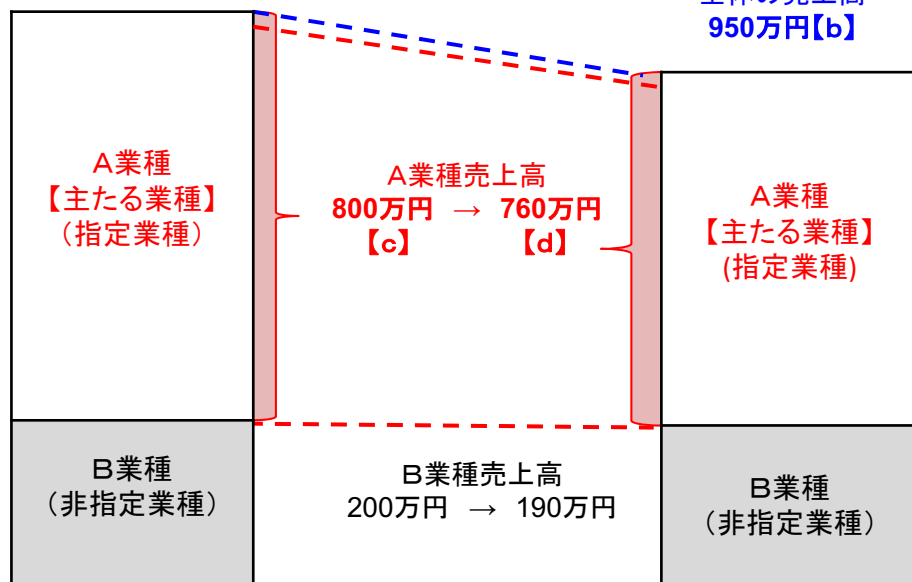 950万円【b】
A業種
【主たる業種】
（指定業種）
A業種売上高
800万円 → 760万円
【c】 【d】
A業種
【主たる業種】
(指定業種)
B業種
（非指定業種）
B業種売上高
200万円 → 190万円
B業種
（非指定業種）